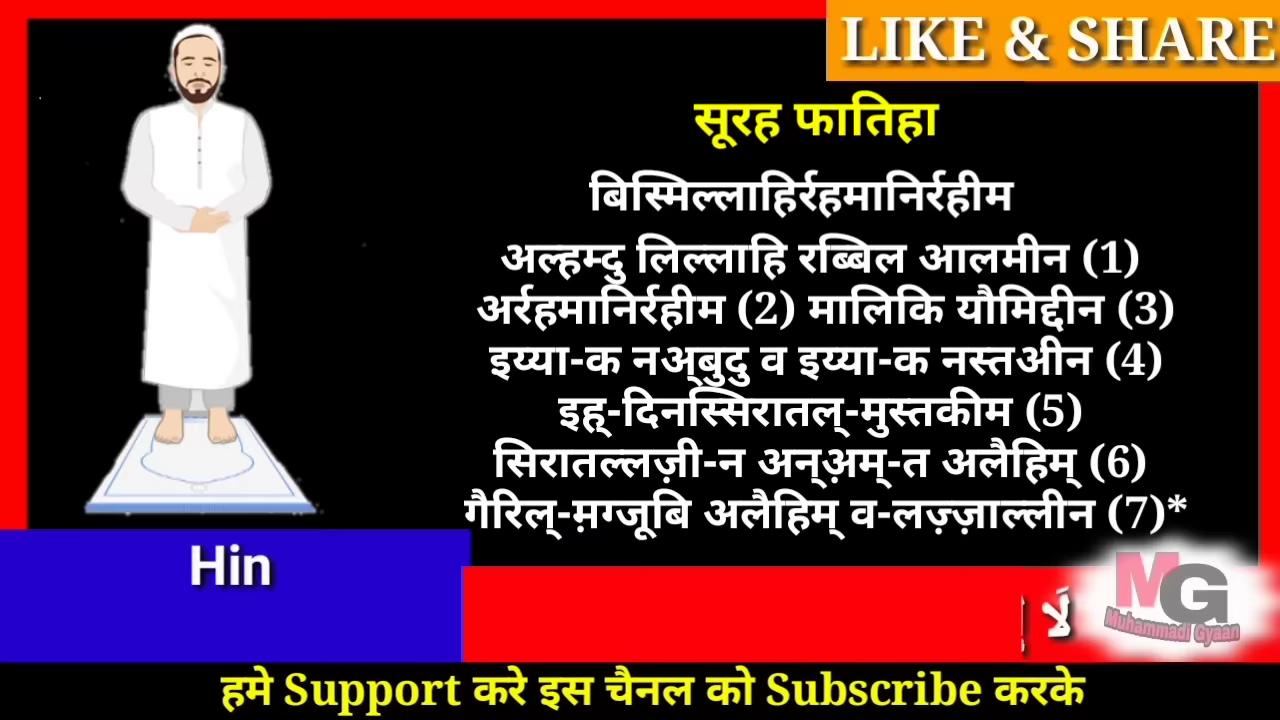 LIKE & SHARE
सूरह फातिहा
बिस्मिल्लाहिर्रहमानिर्रहीम
अल्हम्दु लिल्लाहि रब्बिल आलमीन (1)
अर्रहमानिर्रहीम (2) मालिकि यौमिद्दीन (3)
इय्या-क नअ्बुदु व इय्या-क नस्तअीन (4)
इह्-दिनस्सिरातल्-मुस्तकीम (5)
सिरातल्लज़ी-न अन्अ़म्-त अलैहिम् (6)
गैरिल्-म़ग्जूबि अलैहिम् व-लज़्ज़ाल्लीन (7)*
Hin
لَا
MG
Muhammadi Gyaan
हमे Support करे इस चैनल को Subscribe करके